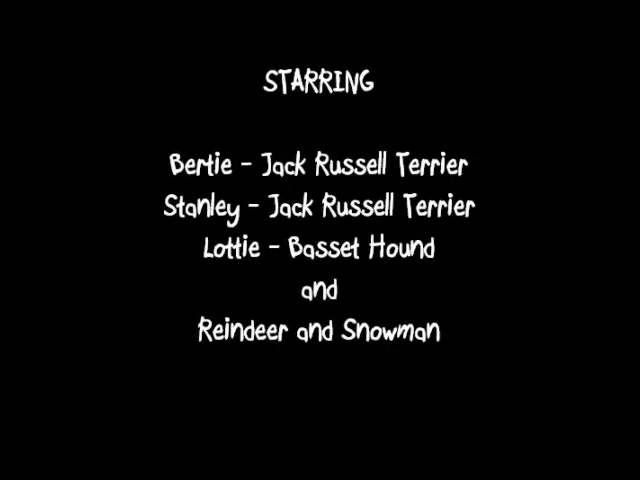 STARRING
Bertie - Jack Russell Terrier
Stanley - Jack Russell Terrier
Lottie - Basset Hound
and
Reindeer and Snowman